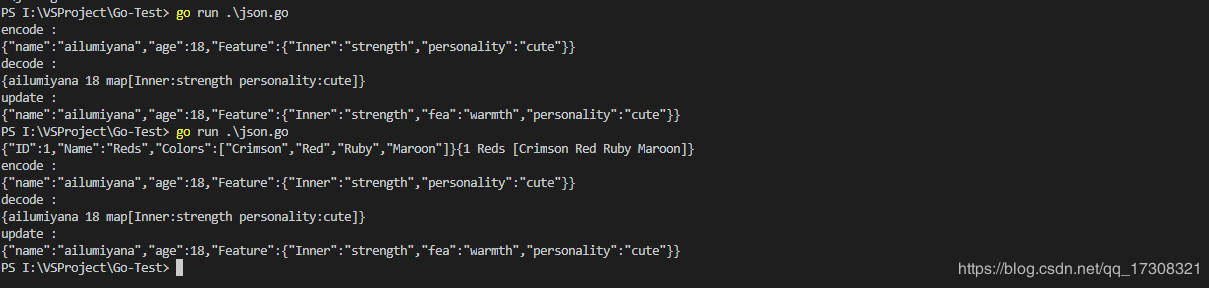 PS I:\VSProject\Go-Test> go run .\json.go
encode :
{"name":"ailumiyana","age":18,"Feature":{"Inner":"strength","personality":"cute"}}
decode :
{ailumiyana 18 map[Inner:strength personality:cute]}
update :
{"name":"ailumiyana","age":18,"Feature":{"Inner":"strength","fea":"warmth","personality":"cute"}}
PS I:\VSProject\Go-Test> go run .\json.go
{"ID":1,"Name":"Reds","Colors":["Crimson","Red","Ruby","Maroon"]}{1 Reds [Crimson Red Ruby Maroon]}
encode :
{"name":"ailumiyana","age":18,"Feature":{"Inner":"strength","personality":"cute"}}
decode :
{ailumiyana 18 map[Inner:strength personality:cute]}
update :
{"name":"ailumiyana","age":18,"Feature":{"Inner":"strength","fea":"warmth","personality":"cute"}}
PS I:\VSProject\Go-Test>
https://blog.csdn.net/qq_17308321